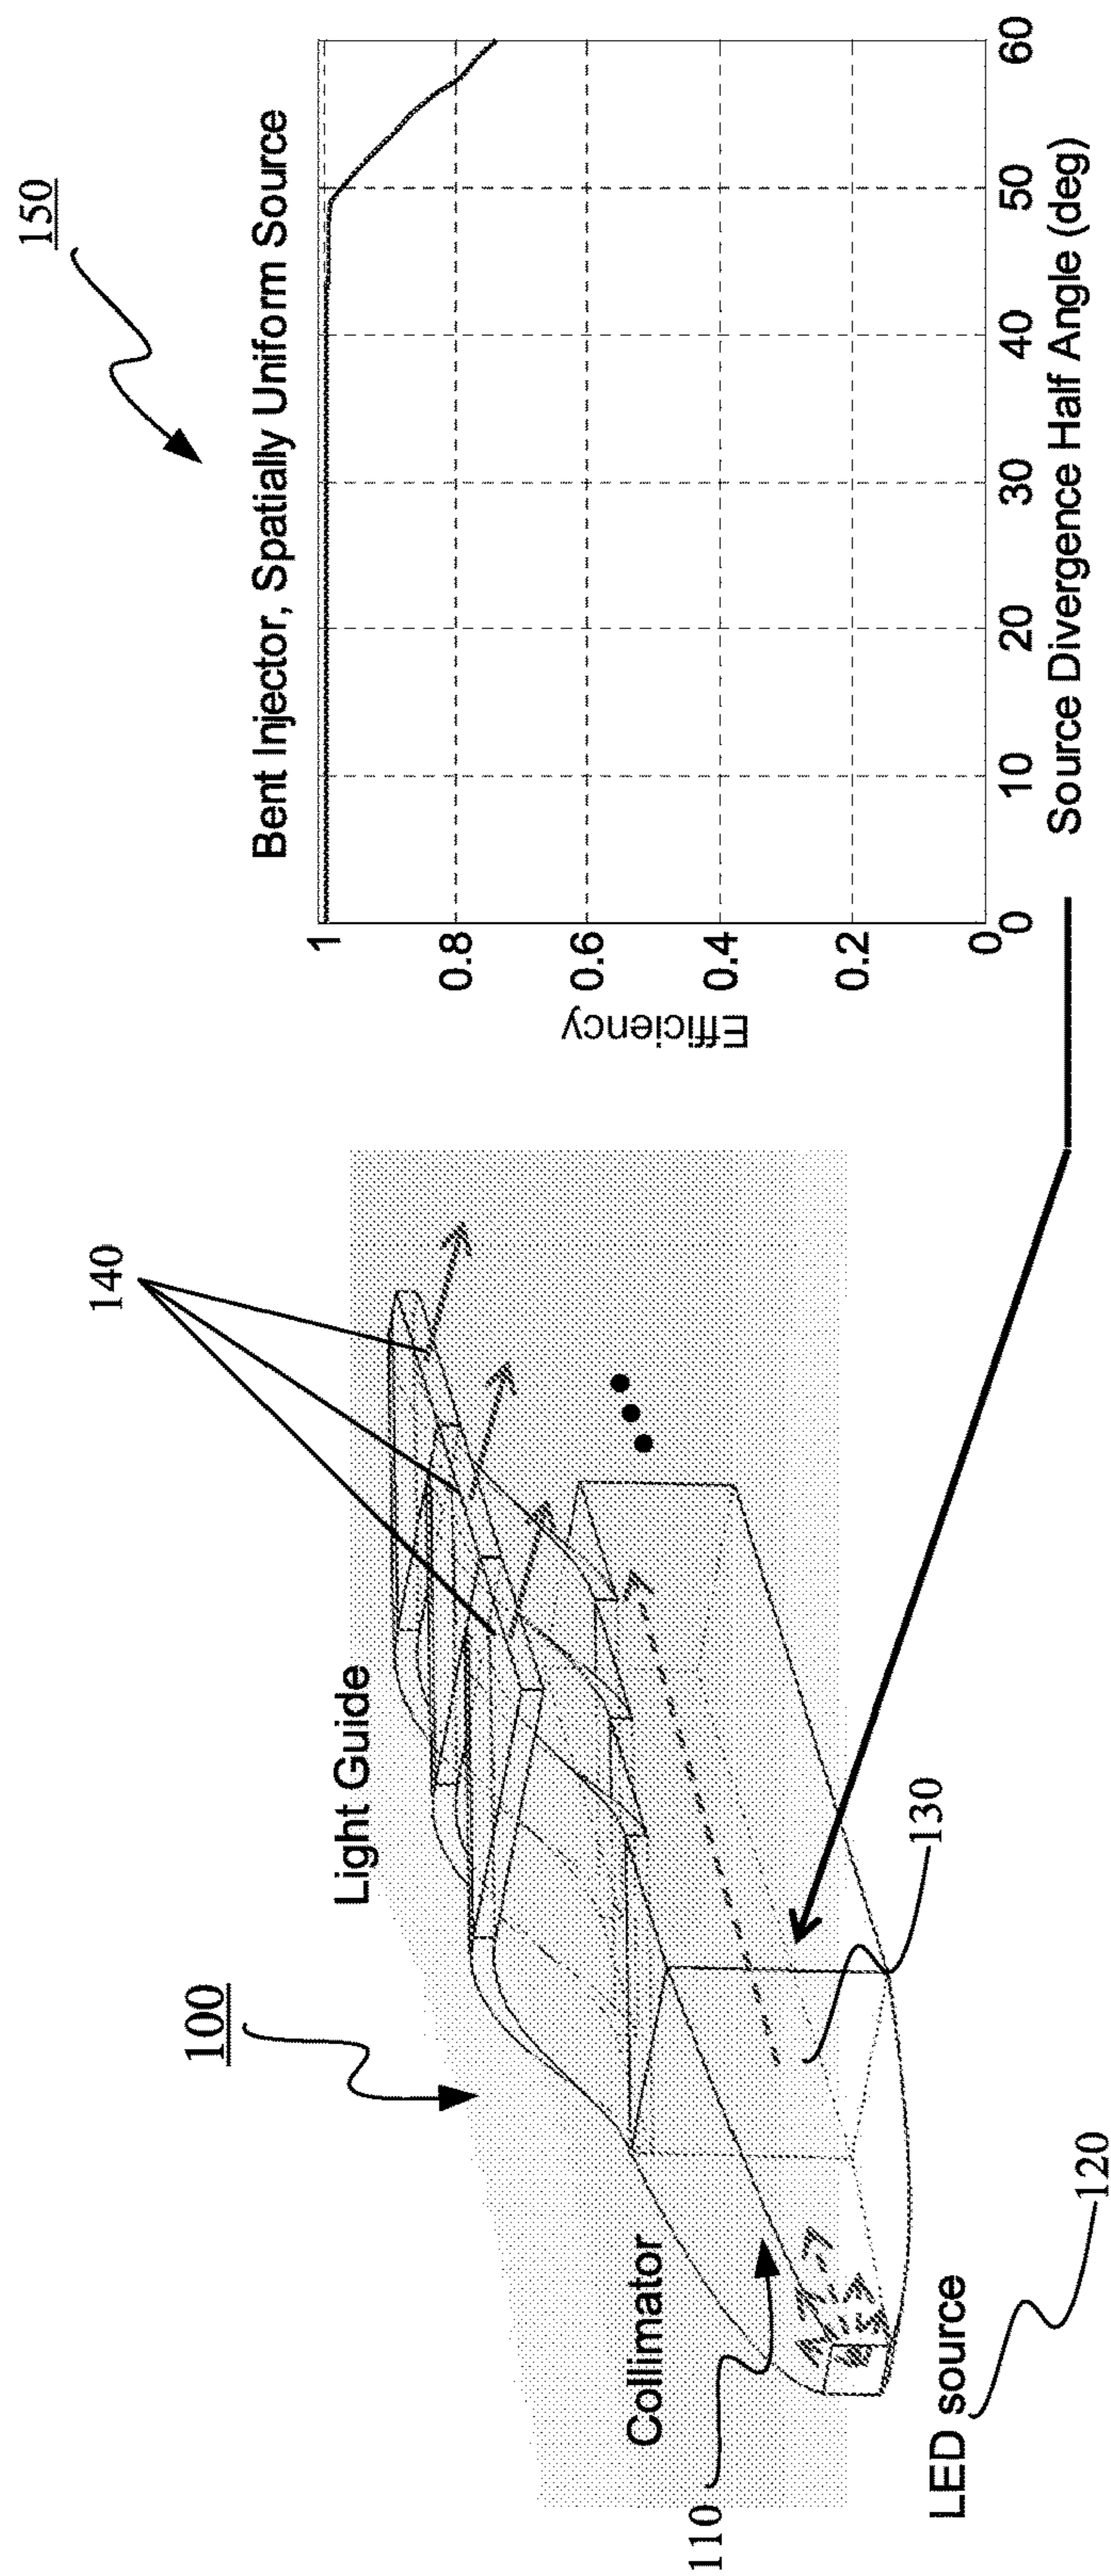 100
Light Guide
140
Collimator
110
LED source
120
130
150
Bent Injector, Spatially Uniform Source
Efficiency
1
0.8
0.6
0.4
0.2
0
0 10 20 30 40 50 60
Source Divergence Half Angle (deg)